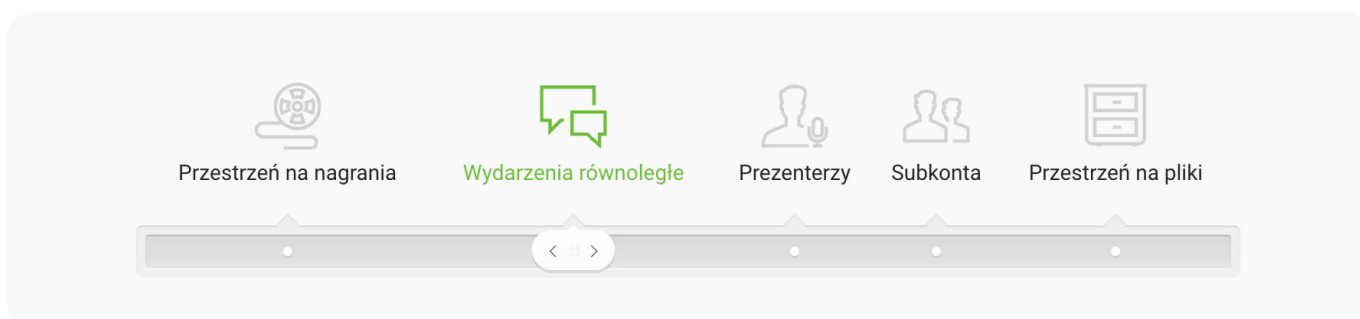 Przestrzeń na nagrania
Wydarzenia równoległe
Prezenterzy
Subkonta
Przestrzeń na pliki